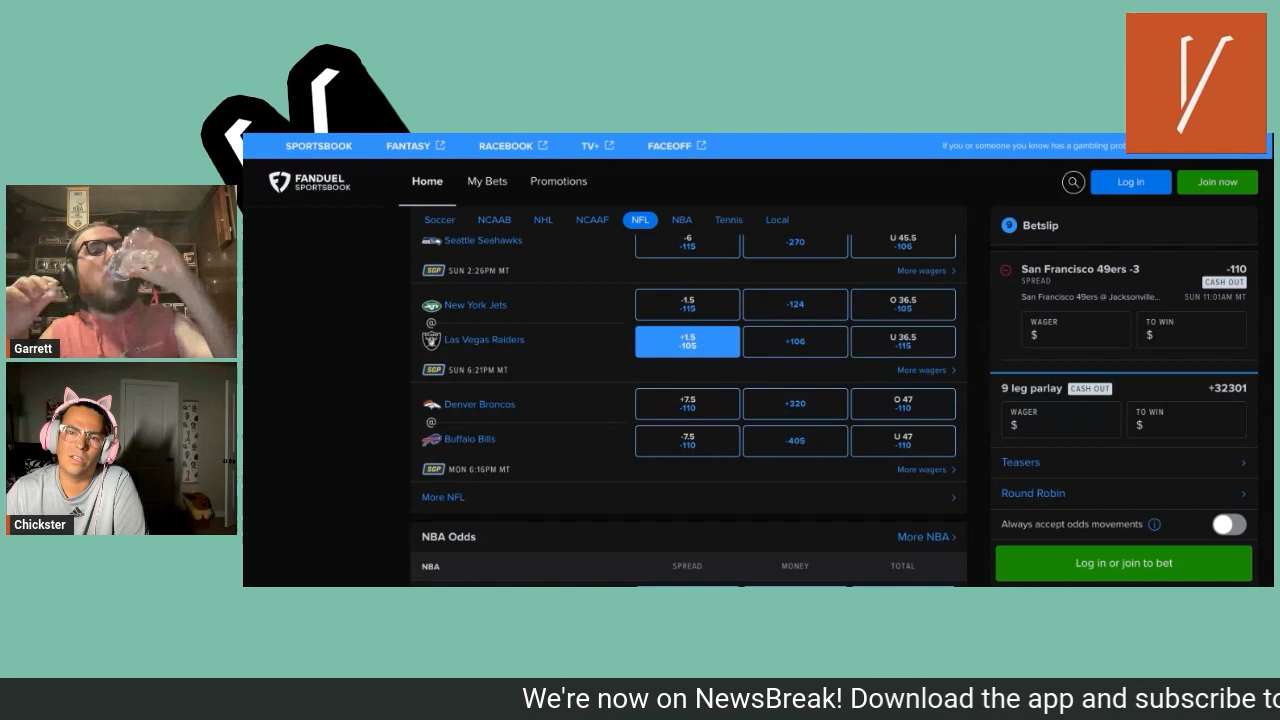 SPORTSBOOK FANTASY RACEBOOK TV+ FACEOFF If you or someone you know has a gambling
FANDUEL
SPORTSBOOK
Home My Bets Promotions
Log in Join now
Soccer NCAAB NHL NCAAF NFL NBA Tennis Local
Seattle Seahawks
-6
-115
-270
U 45.5
-106
SGP SUN 2:26PM MT
More wagers
New York Jets
-1.5
-115
-124
O 36.5
-105
@
Las Vegas Raiders
+1.5
-105
+106
U 36.5
-115
SGP SUN 6:21PM MT
More wagers
Denver Broncos
+7.5
-110
+320
O 47
-110
@
Buffalo Bills
-7.5
-110
-405
U 47
-110
SGP MON 6:16PM MT
More wagers
More NFL
NBA Odds
More NBA
NBA SPREAD MONEY TOTAL
9 Betslip
San Francisco 49ers -3 -110
SPREAD
CASH OUT
San Francisco 49ers @ Jacksonville... SUN 11:01AM MT
WAGER
$
TO WIN
$
9 leg parlay CASH OUT +32301
WAGER
$
TO WIN
$
Teasers
Round Robin
Always accept odds movements
Log in or join to bet
NBA
Garrett
Chickster
We're now on NewsBreak! Download the app and subscribe